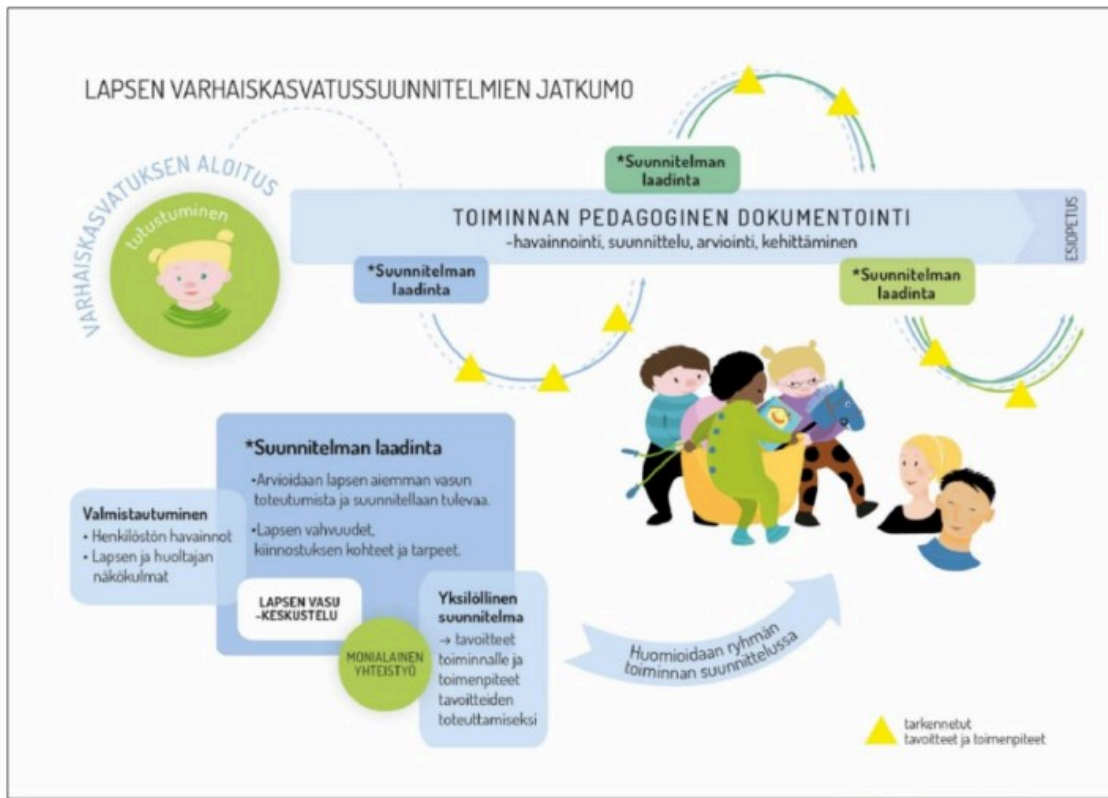 LAPSEN VARHAISKASVATUSSUUNNITELMIEN JATKUMO
VARHAISKASVATUKSEN ALOITUS
tutustuminen
*Suunnitelman
laadinta
TOIMINNAN PEDAGOGINEN DOKUMENTOINTI
-havainnointi, suunnittelu, arviointi, kehittäminen
ESIOPETUS
*Suunnitelman
laadinta
*Suunnitelman
laadinta
*Suunnitelman laadinta
•Arvioidaan lapsen aiemman vasun
toteutumista ja suunnitellaan tulevaa.
•Lapsen vahvuudet,
kiinnostuksen kohteet ja tarpeet.
Valmistautuminen
• Henkilöstön havainnot
• Lapsen ja huoltajan
näkökulmat
LAPSEN VASU
-KESKUSTELU
MONIALAINEN
YHTEISTYÖ
Yksilöllinen
suunnitelma
→ tavoitteet
toiminnalle ja
toimenpiteet
tavoitteiden
toteuttamiseksi
Huomioidaan ryhmän
toiminnan suunnittelussa
tarkennetut
tavoitteet ja toimenpiteet